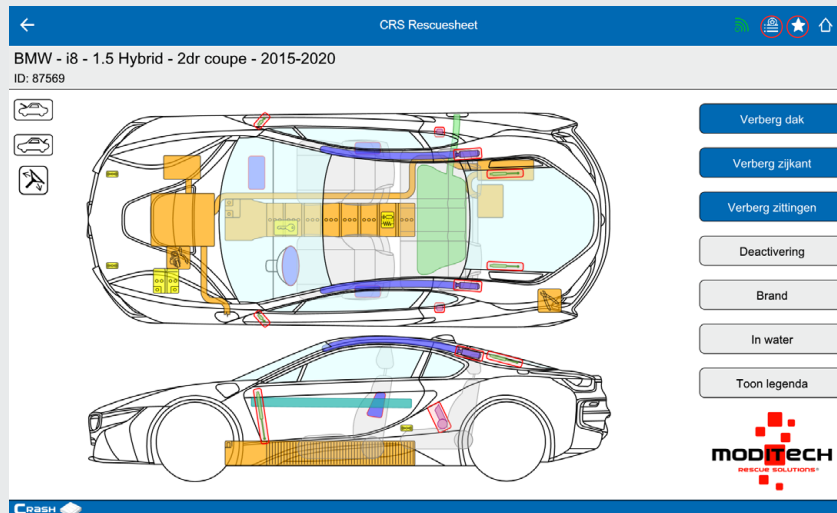 CRS Rescuesheet
BMW - i8 - 1.5 Hybrid - 2dr coupe - 2015-2020
ID: 87569
Verberg dak
Verberg zijkant
Verberg zittingen
Deactivering
Brand
In water
Toon legenda
MODITECH
RESCUE SOLUTIONS®
CRASH